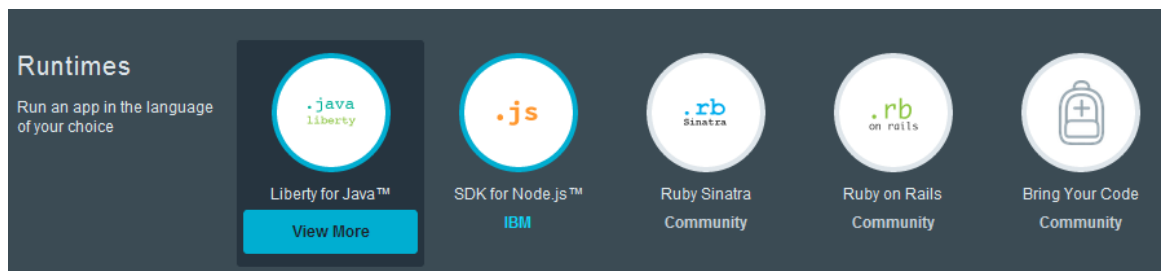 Runtimes
Run an app in the language
of your choice
.java
liberty
Liberty for Java™
View More
.js
SDK for Node.js™
IBM
.rb
Sinatra
Ruby Sinatra
Community
.rb
on rails
Ruby on Rails
Community
Bring Your Code
Community